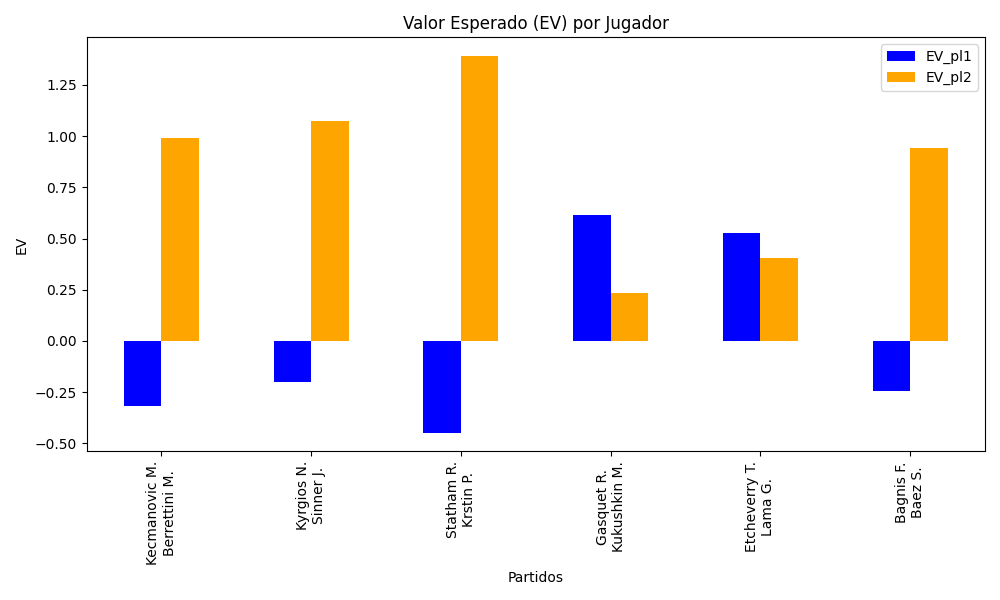 Valor Esperado (EV) por Jugador
EV_pl1
EV_pl2
EV
1.25
1.00
0.75
0.50
0.25
0.00
−0.25
−0.50
Kecmanovic M.
Berrettini M.
Kyrgios N.
Sinner J.
Statham R.
Krstin P.
Gasquet R.
Kukushkin M.
Etcheverry T.
Lama G.
Bagnis F.
Baez S.
Partidos